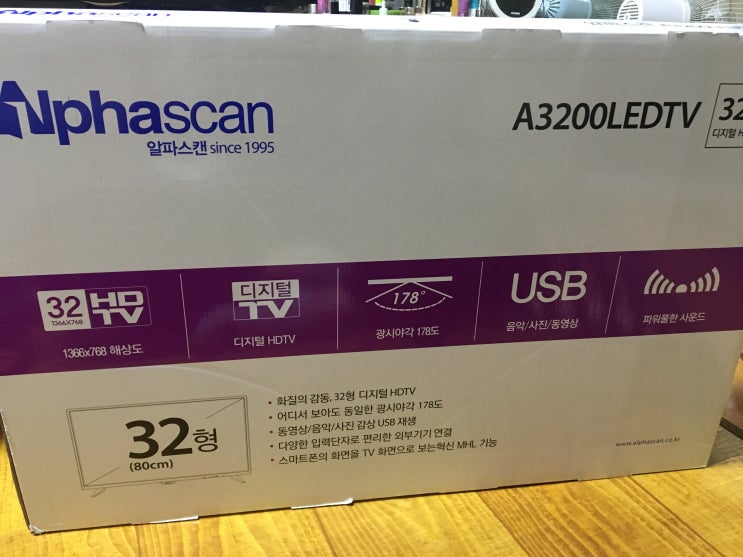 Alphascan
알파스캔 since 1995
A3200LEDTV
32
디지털 H
32 HD TV
1366X768
1366x768 해상도
디지털 TV
디지털 HDTV
178°
광시야각 178도
USB
음악/사진/동영상
파워풀한 사운드
32형
(80cm)
• 화질의 감동, 32형 디지털 HDTV
• 어디서 보아도 동일한 광시야각 178도
• 동영상/음악/사진 감상 USB 재생
• 다양한 입력단자로 편리한 외부기기 연결
• 스마트폰의 화면을 TV 화면으로 보는혁신 MHL 기능
www.alphascan.co.kr